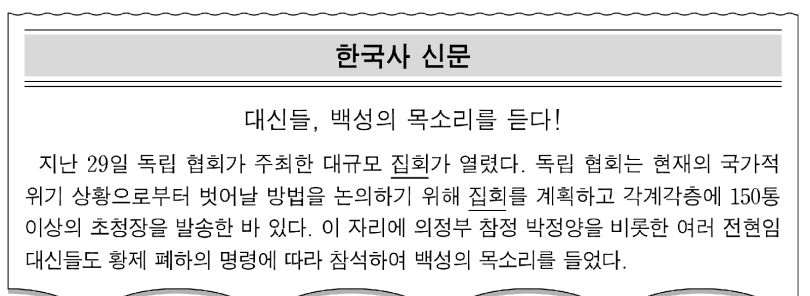 한국사 신문
대신들, 백성의 목소리를 듣다!
지난 29일 독립 협회가 주최한 대규모 집회가 열렸다. 독립 협회는 현재의 국가적
위기 상황으로부터 벗어날 방법을 논의하기 위해 집회를 계획하고 각계각층에 150통
이상의 초청장을 발송한 바 있다. 이 자리에 의정부 참정 박정양을 비롯한 여러 전현임
대신들도 황제 폐하의 명령에 따라 참석하여 백성의 목소리를 들었다.